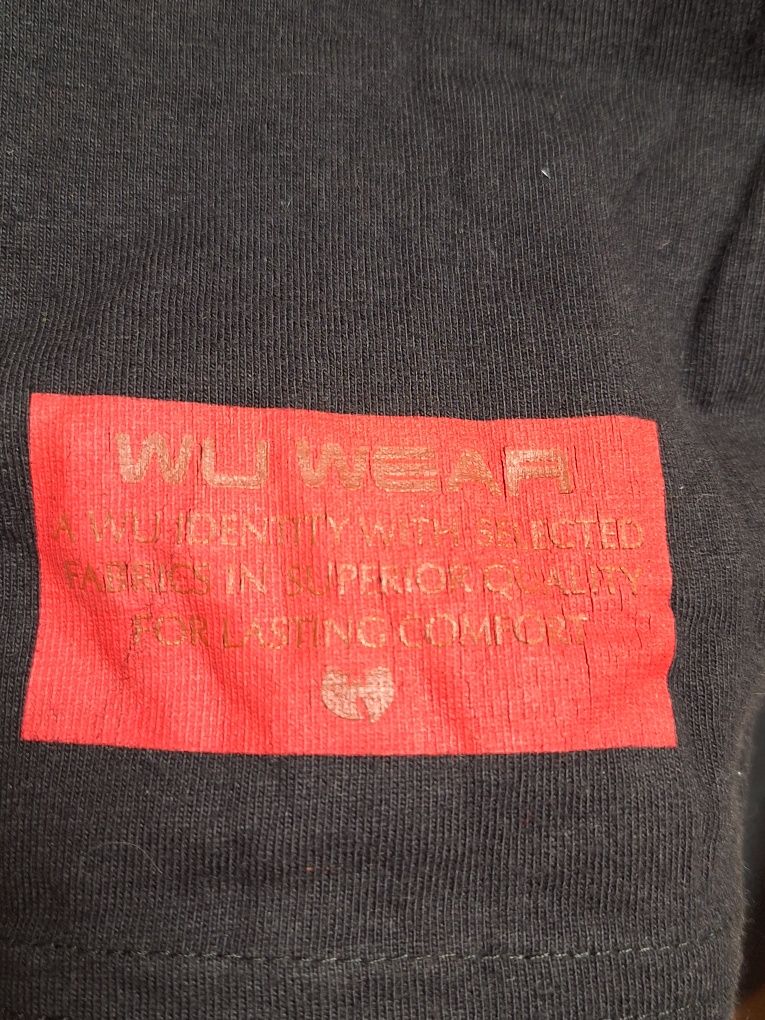 WU WEAR
A WU IDENTITY WITH SELECTED
FABRICS IN SUPERIOR QUALITY
FOR LASTING COMFORT